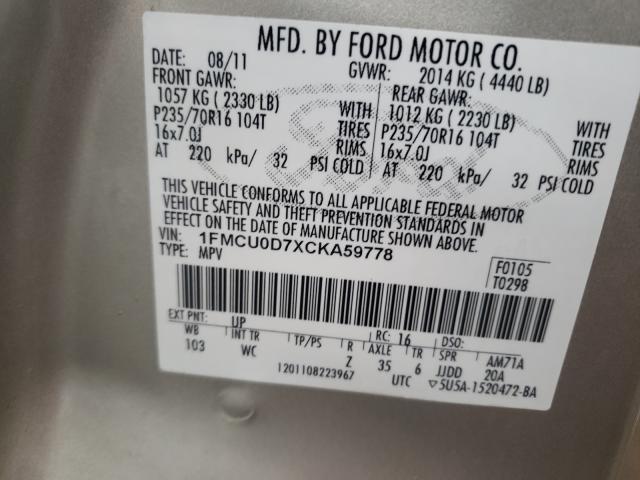 MFD. BY FORD MOTOR CO.
DATE: 08/11 GVWR: 2014 KG ( 4440 LB)
FRONT GAWR: REAR GAWR:
1057 KG ( 2330 LB) WITH 1012 KG ( 2230 LB) WITH
P235/70R16 104T TIRES P235/70R16 104T TIRES
16x7.0J RIMS 16x7.0J RIMS
AT 220 kPa/ 32 PSI COLD AT 220 kPa/ 32 PSI COLD
Ford
THIS VEHICLE CONFORMS TO ALL APPLICABLE FEDERAL MOTOR
VEHICLE SAFETY AND THEFT PREVENTION STANDARDS IN
EFFECT ON THE DATE OF MANUFACTURE SHOWN ABOVE.
VIN: 1FMCU0D7XCKA59778
TYPE: MPV
F0105
T0298
EXT PNT: UP RC: 16 DSO:
WB INT TR TP/PS R AXLE TR SPR AM71A
103 WC Z 35 6 JJDD 20A
1201108223967 UTC ▽5U5A-1520472-BA